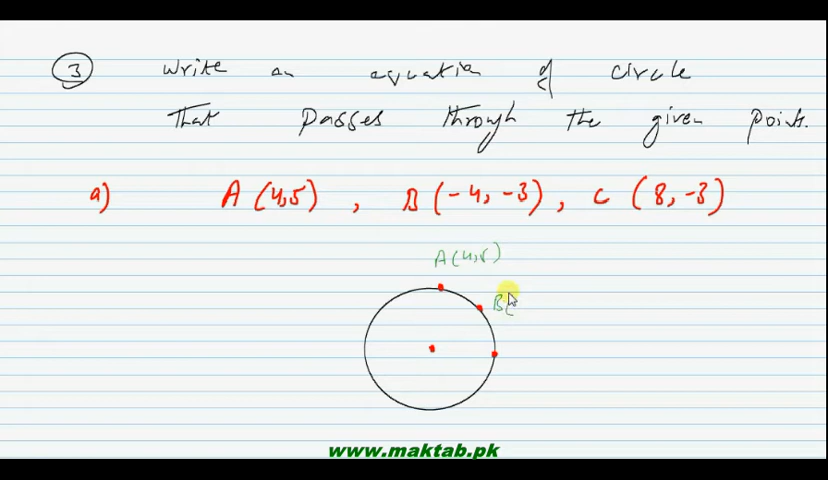 3 Write an equation of circle
That passes through the given points.
a) A (4,5) , B (-4, -3) , C (8, -3)
A(4,5)
B(
www.maktab.pk